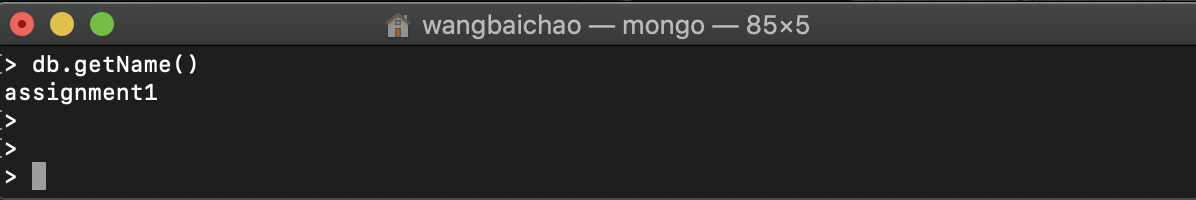 wangbaichao — mongo — 85×5
[> db.getName()
assignment1
[>
[>
>